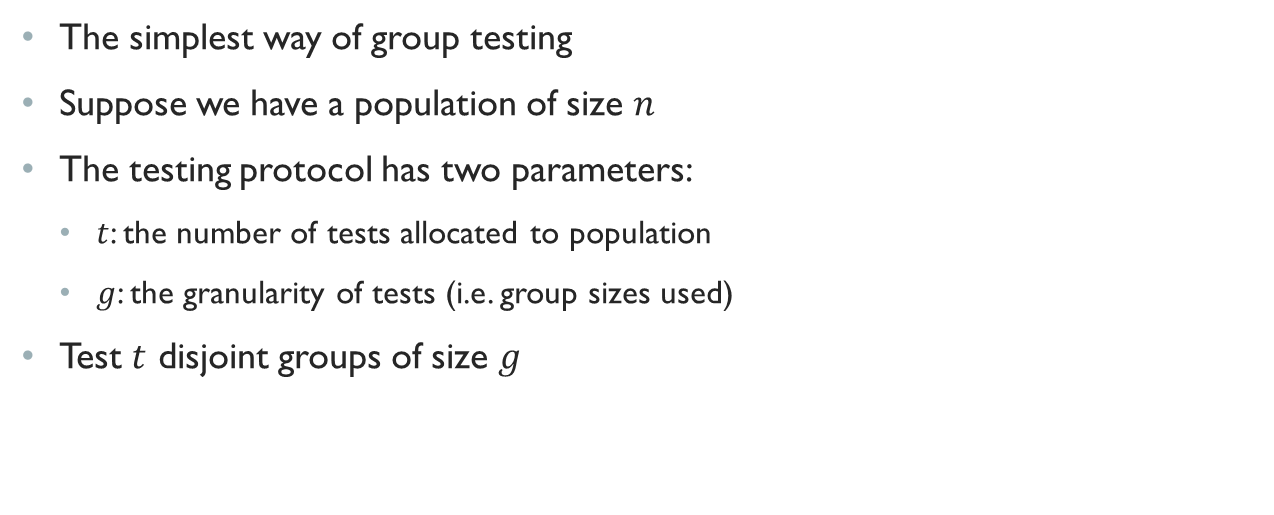 • The simplest way of group testing
• Suppose we have a population of size n
• The testing protocol has two parameters:
• t: the number of tests allocated to population
• g: the granularity of tests (i.e. group sizes used)
• Test t disjoint groups of size g